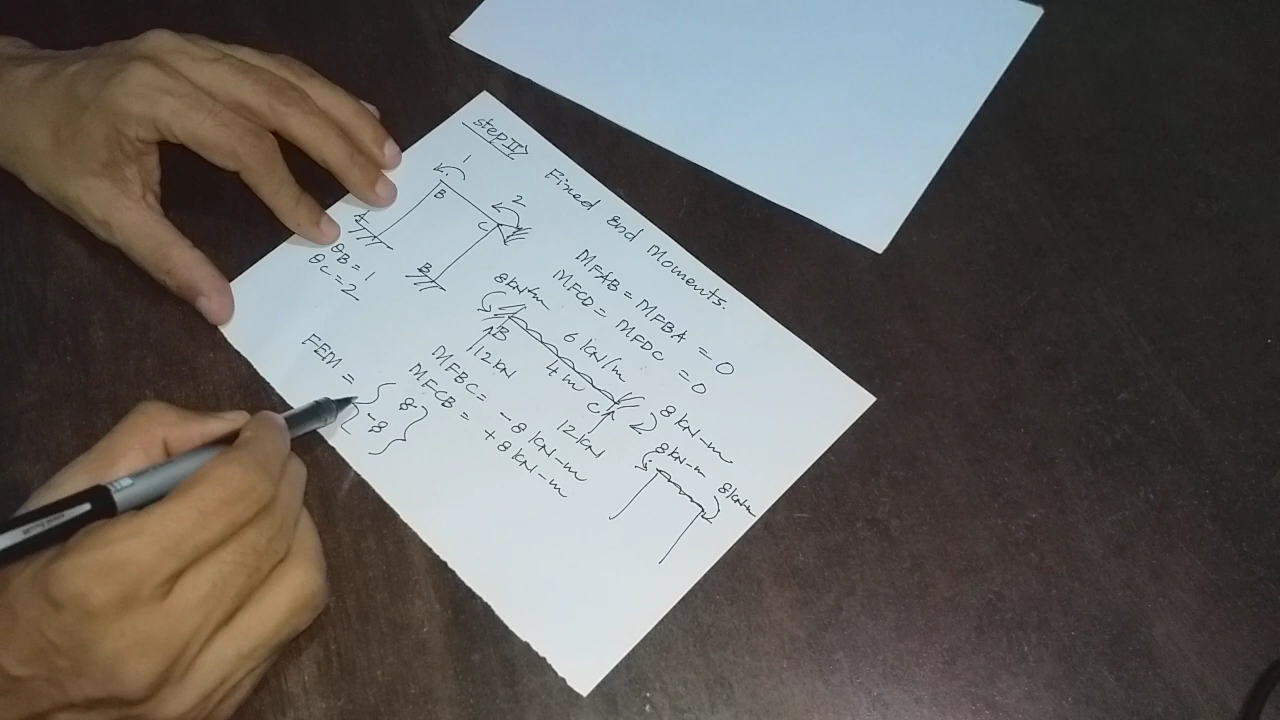 step-II>
Fixed End Moments.
1
B
2
C
A
B
θB = 1
θC = 2
MFAB = MFBA = 0
MFCD = MFDC = 0
8 kN-m
6 kN/m
B
4 m
C
8 kN-m
12 kN
12 kN
MFBC = -8 kN-m
MFCB = +8 kN-m
8 kN-m
8 kN-m
FEM = { 8
-8 }